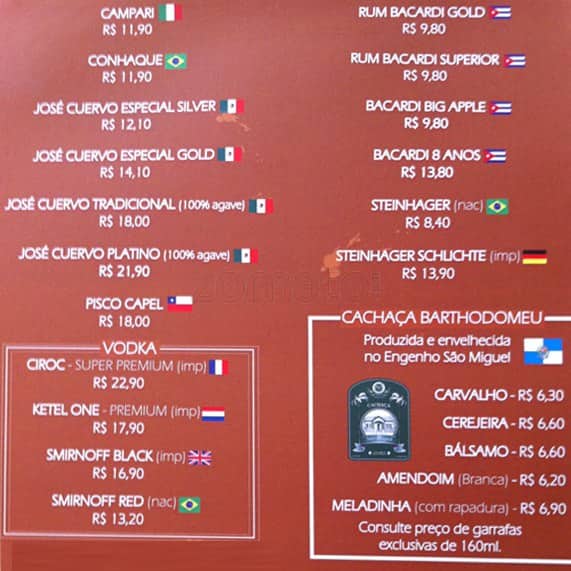 CAMPARI
R$ 11,90
CONHAQUE
R$ 11,90
JOSÉ CUERVO ESPECIAL SILVER
R$ 12,10
JOSÉ CUERVO ESPECIAL GOLD
R$ 14,10
JOSÉ CUERVO TRADICIONAL (100% agave)
R$ 18,00
JOSÉ CUERVO PLATINO (100% agave)
R$ 21,90
PISCO CAPEL
R$ 18,00
VODKA
CIROC - SUPER PREMIUM (imp)
R$ 22,90
KETEL ONE - PREMIUM (imp)
R$ 17,90
SMIRNOFF BLACK (imp)
R$ 16,90
SMIRNOFF RED (nac)
R$ 13,20
RUM BACARDI GOLD
R$ 9,80
RUM BACARDI SUPERIOR
R$ 9,80
BACARDI BIG APPLE
R$ 9,80
BACARDI 8 ANOS
R$ 13,80
STEINHAGER (nac)
R$ 8,40
STEINHAGER SCHLICHTE (imp)
R$ 13,90
zomato
CACHAÇA BARTHODOMEU
Produzida e envelhecida
no Engenho São Miguel
CACHAÇA
CARVALHO - R$ 6,30
CEREJEIRA - R$ 6,60
BÁLSAMO - R$ 6,60
AMENDOIM (Branca) - R$ 6,20
MELADINHA (com rapadura) - R$ 6,90
Consulte preço de garrafas
exclusivas de 160ml.